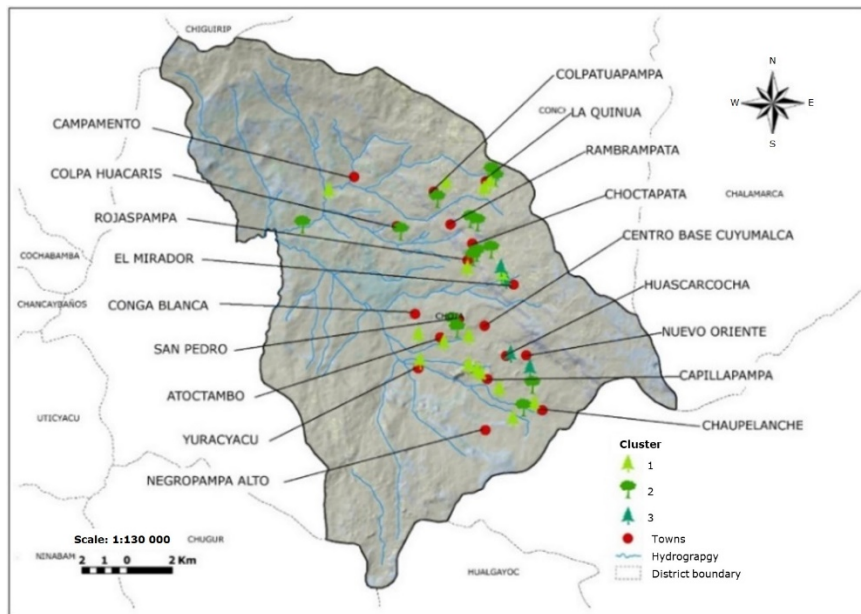 CHIGUIRIP
COLPATUAPAMPA
N
W
E
S
CONCH
LA QUINUA
CAMPAMENTO
RAMBRAMPATA
COLPA HUACARIS
CHOCTAPATA
CHALAMARCA
ROJASPAMPA
CENTRO BASE CUYUMALCA
COCHABAMBA
EL MIRADOR
HUASCARCOCHA
CHANCAYBAÑOS
CONGA BLANCA
CHOTA
NUEVO ORIENTE
SAN PEDRO
CAPILLAPAMPA
ATOCTAMBO
UTICYACU
CHAUPELANCHE
YURACYACU
Cluster
1
NEGROPAMPA ALTO
2
3
Scale: 1:130 000
CHUGUR
Towns
NINABAM
Hydrograpgy
2 1 0 2 Km
HUALGAYOC
District boundary